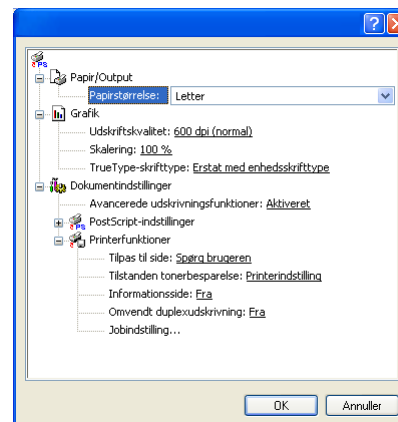 Papir/Output
Papirstørrelse: Letter
Grafik
Udskriftskvalitet: 600 dpi (normal)
Skalering: 100 %
TrueType-skrifttype: Erstat med enhedsskrifttype
Dokumentindstillinger
Avancerede udskrivningsfunktioner: Aktiveret
PostScript-indstillinger
Printerfunktioner
Tilpas til side: Spørg brugeren
Tilstanden tonerbesparelse: Printerindstilling
Informationsside: Fra
Omvendt duplexudskrivning: Fra
Jobindstilling...
OK Annuller